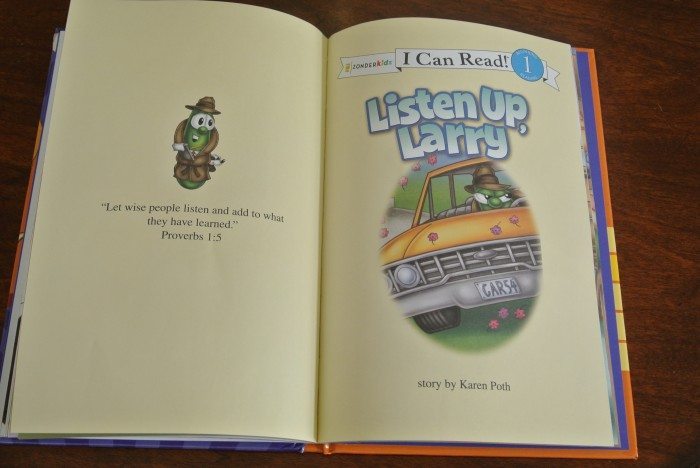 "Let wise people listen and add to what
they have learned."
Proverbs 1:5
ZONDERkidz
I Can Read!
1
Listen Up,
Larry
CAR54
story by Karen Poth